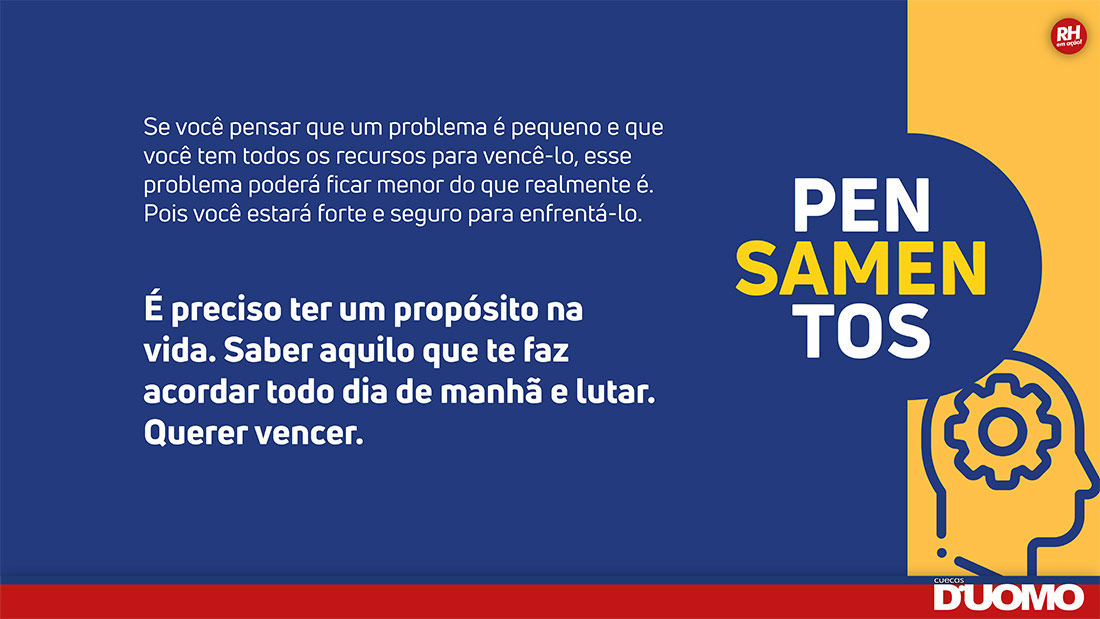 RH
em ação!
Se você pensar que um problema é pequeno e que
você tem todos os recursos para vencê-lo, esse
problema poderá ficar menor do que realmente é.
Pois você estará forte e seguro para enfrentá-lo.
É preciso ter um propósito na
vida. Saber aquilo que te faz
acordar todo dia de manhã e lutar.
Querer vencer.
PEN
SAMEN
TOS
cuecas
D'UOMO